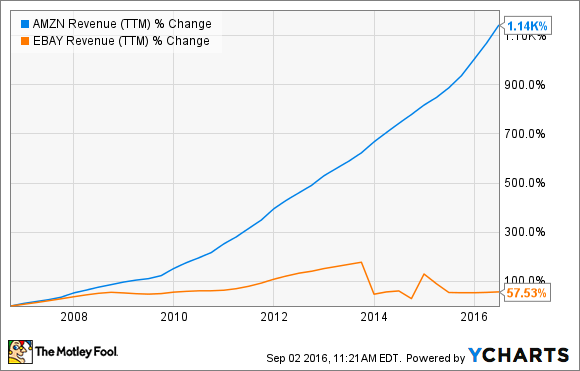 AMZN Revenue (TTM) % Change
EBAY Revenue (TTM) % Change
1.14K%
1.10K%
900.0%
700.0%
500.0%
300.0%
100.0%
57.53%
2008 2010 2012 2014 2016
The Motley Fool.
Sep 02 2016, 11:21AM EDT. Powered by YCHARTS